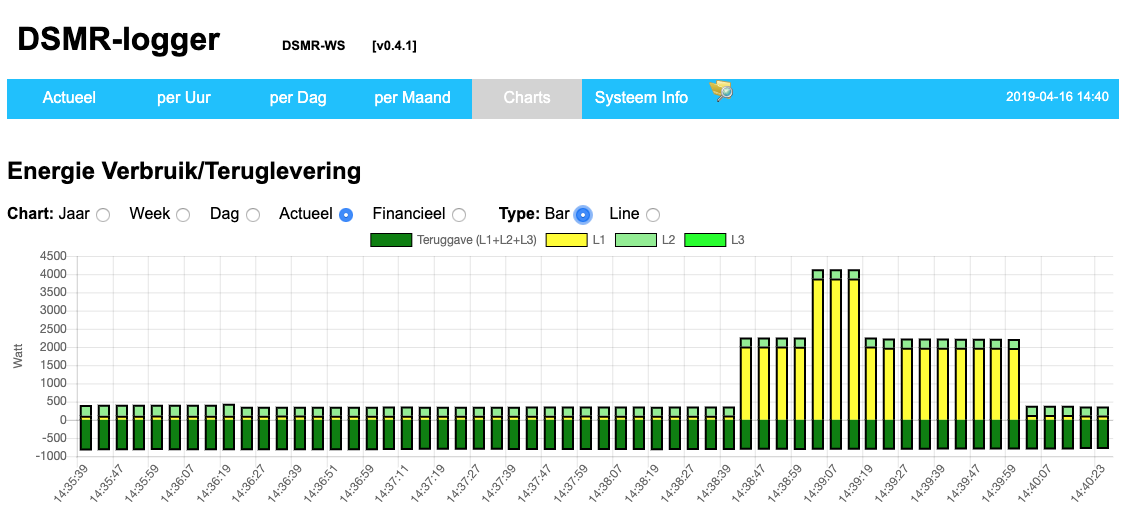 DSMR-logger DSMR-WS [v0.4.1]
Actueel per Uur per Dag per Maand Charts Systeem Info 2019-04-16 14:40
Energie Verbruik/Teruglevering
Chart: Jaar Week Dag Actueel Financieel Type: Bar Line
Teruggave (L1+L2+L3) L1 L2 L3
4500
4000
3500
3000
2500
2000
1500
1000
500
0
-500
-1000
Watt
14:35:39 14:35:47 14:35:59 14:36:07 14:36:19 14:36:27 14:36:39 14:36:51 14:36:59 14:37:11 14:37:19 14:37:27 14:37:39 14:37:47 14:37:59 14:38:07 14:38:19 14:38:27 14:38:39 14:38:47 14:38:59 14:39:07 14:39:19 14:39:27 14:39:39 14:39:47 14:39:59 14:40:07 14:40:23